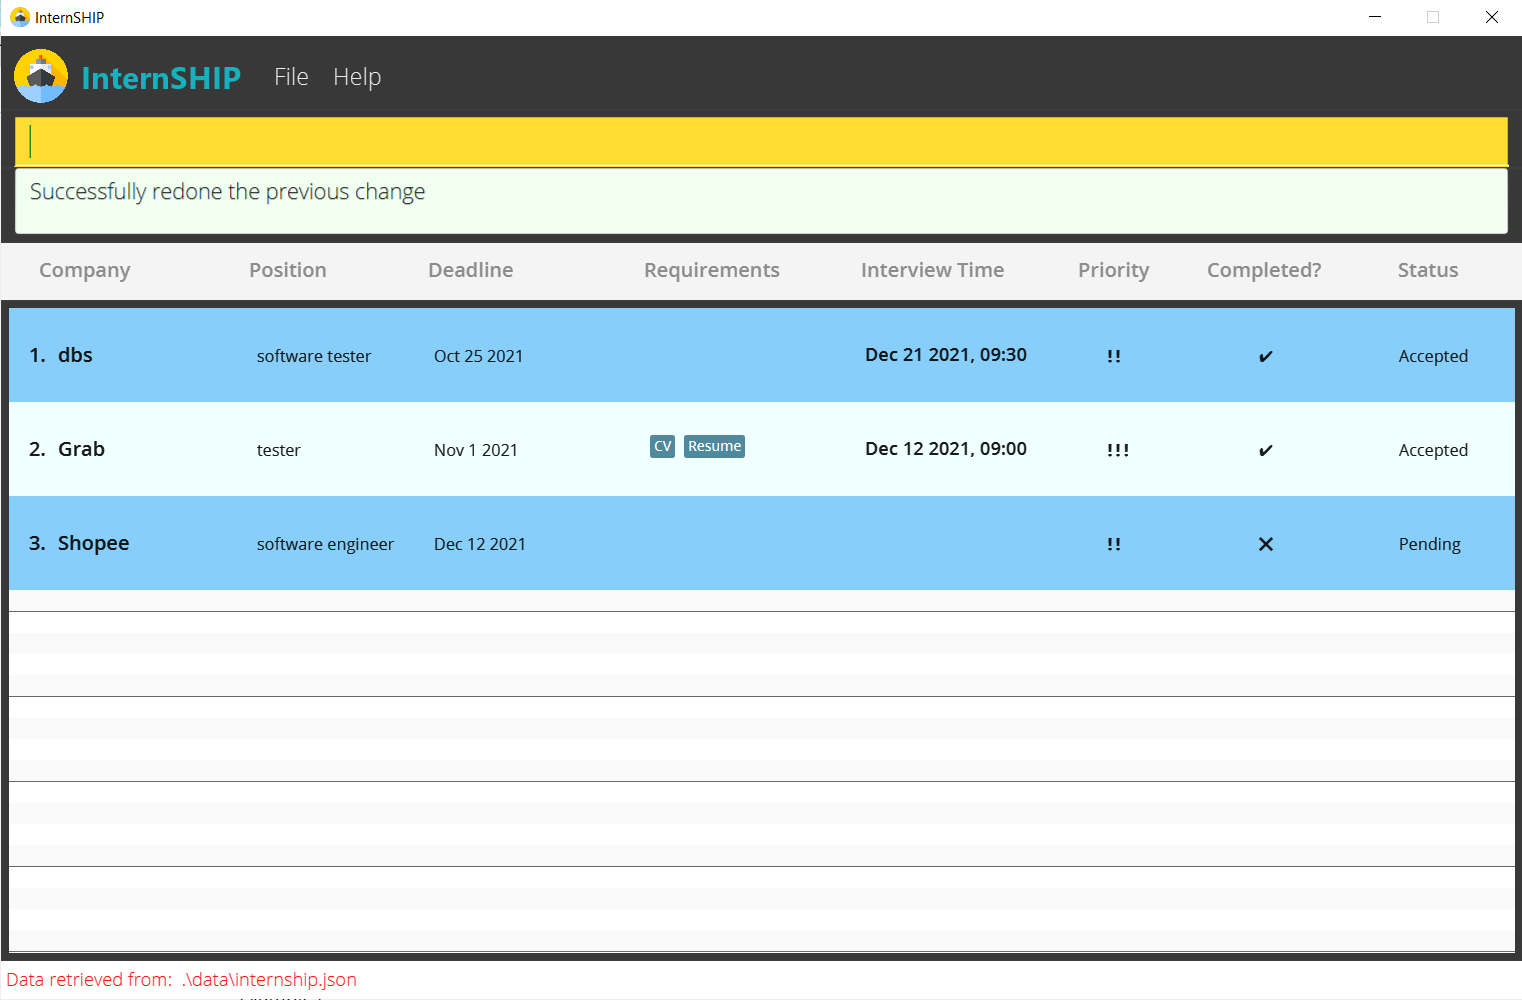 InternSHIP
InternSHIP File Help
Successfully redone the previous change
Company Position Deadline Requirements Interview Time Priority Completed? Status
1. dbs software tester Oct 25 2021 Dec 21 2021, 09:30 !! ✔ Accepted
2. Grab tester Nov 1 2021 CV Resume Dec 12 2021, 09:00 !!! ✔ Accepted
3. Shopee software engineer Dec 12 2021 !! ✕ Pending
Data retrieved from: .\data\internship.json